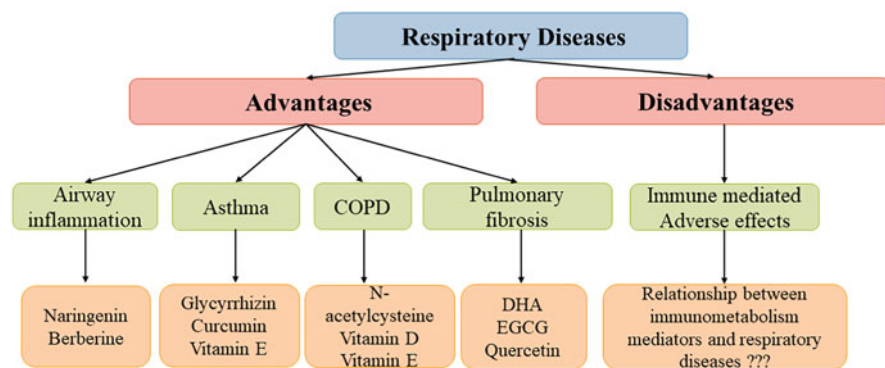 Respiratory Diseases
Advantages
Disadvantages
Airway
inflammation
Asthma
COPD
Pulmonary
fibrosis
Immune mediated
Adverse effects
Naringenin
Berberine
Glycyrrhizin
Curcumin
Vitamin E
N-
acetylcysteine
Vitamin D
Vitamin E
DHA
EGCG
Quercetin
Relationship between
immunometabolism
mediators and respiratory
diseases ???